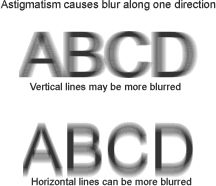 Astigmatism causes blur along one direction
ABCD
Vertical lines may be more blurred
ABCD
Horizontal lines can be more blurred